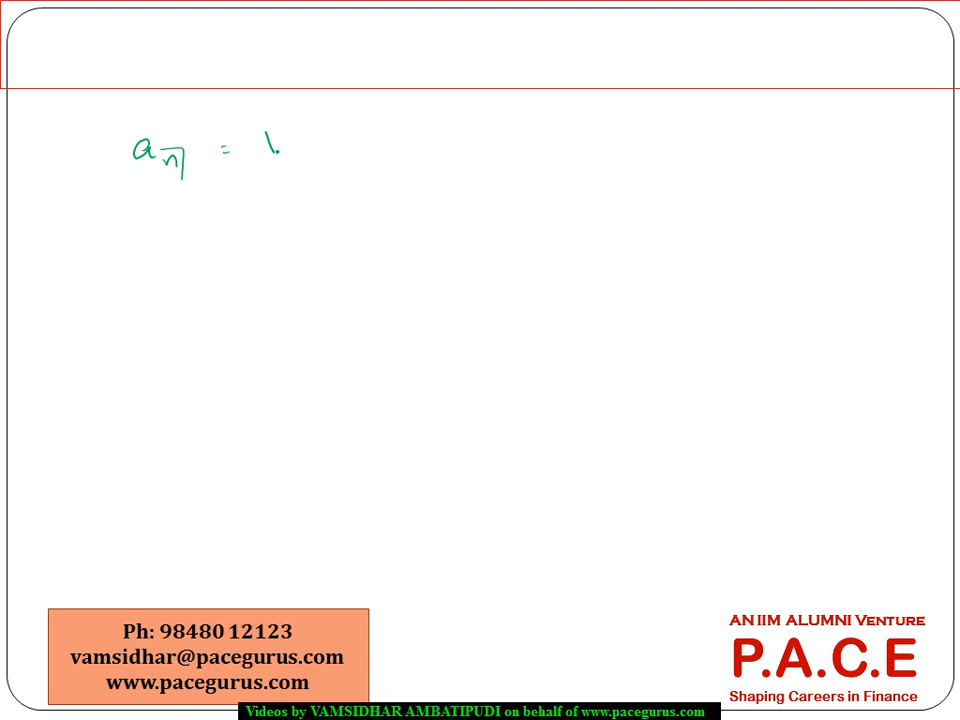 a n̅| = 1.
AN IIM ALUMNI VENTURE
P.A.C.E
Shaping Careers in Finance
Ph: 98480 12123
vamsidhar@pacegurus.com
www.pacegurus.com
Videos by VAMSIDHAR AMBATIPUDI on behalf of www.pacegurus.com